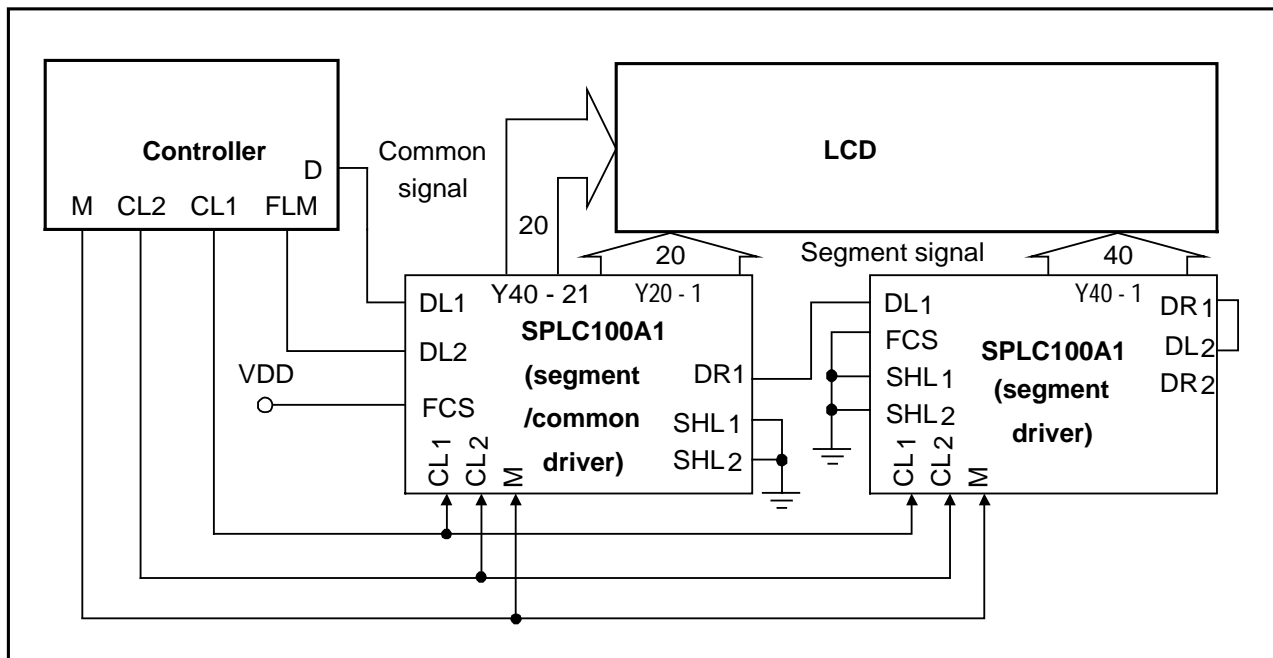 Controller
D
M CL2 CL1 FLM
Common
signal
20
LCD
20
Segment signal
40
VDD
DL1
DL2
FCS
Y40 - 21
Y20 - 1
SPLC100A1
(segment
/common
driver)
DR1
SHL1
SHL2
CL1
CL2
M
DL1
FCS
SHL1
SHL2
Y40 - 1
SPLC100A1
(segment
driver)
DR1
DL2
DR2
CL1
CL2
M